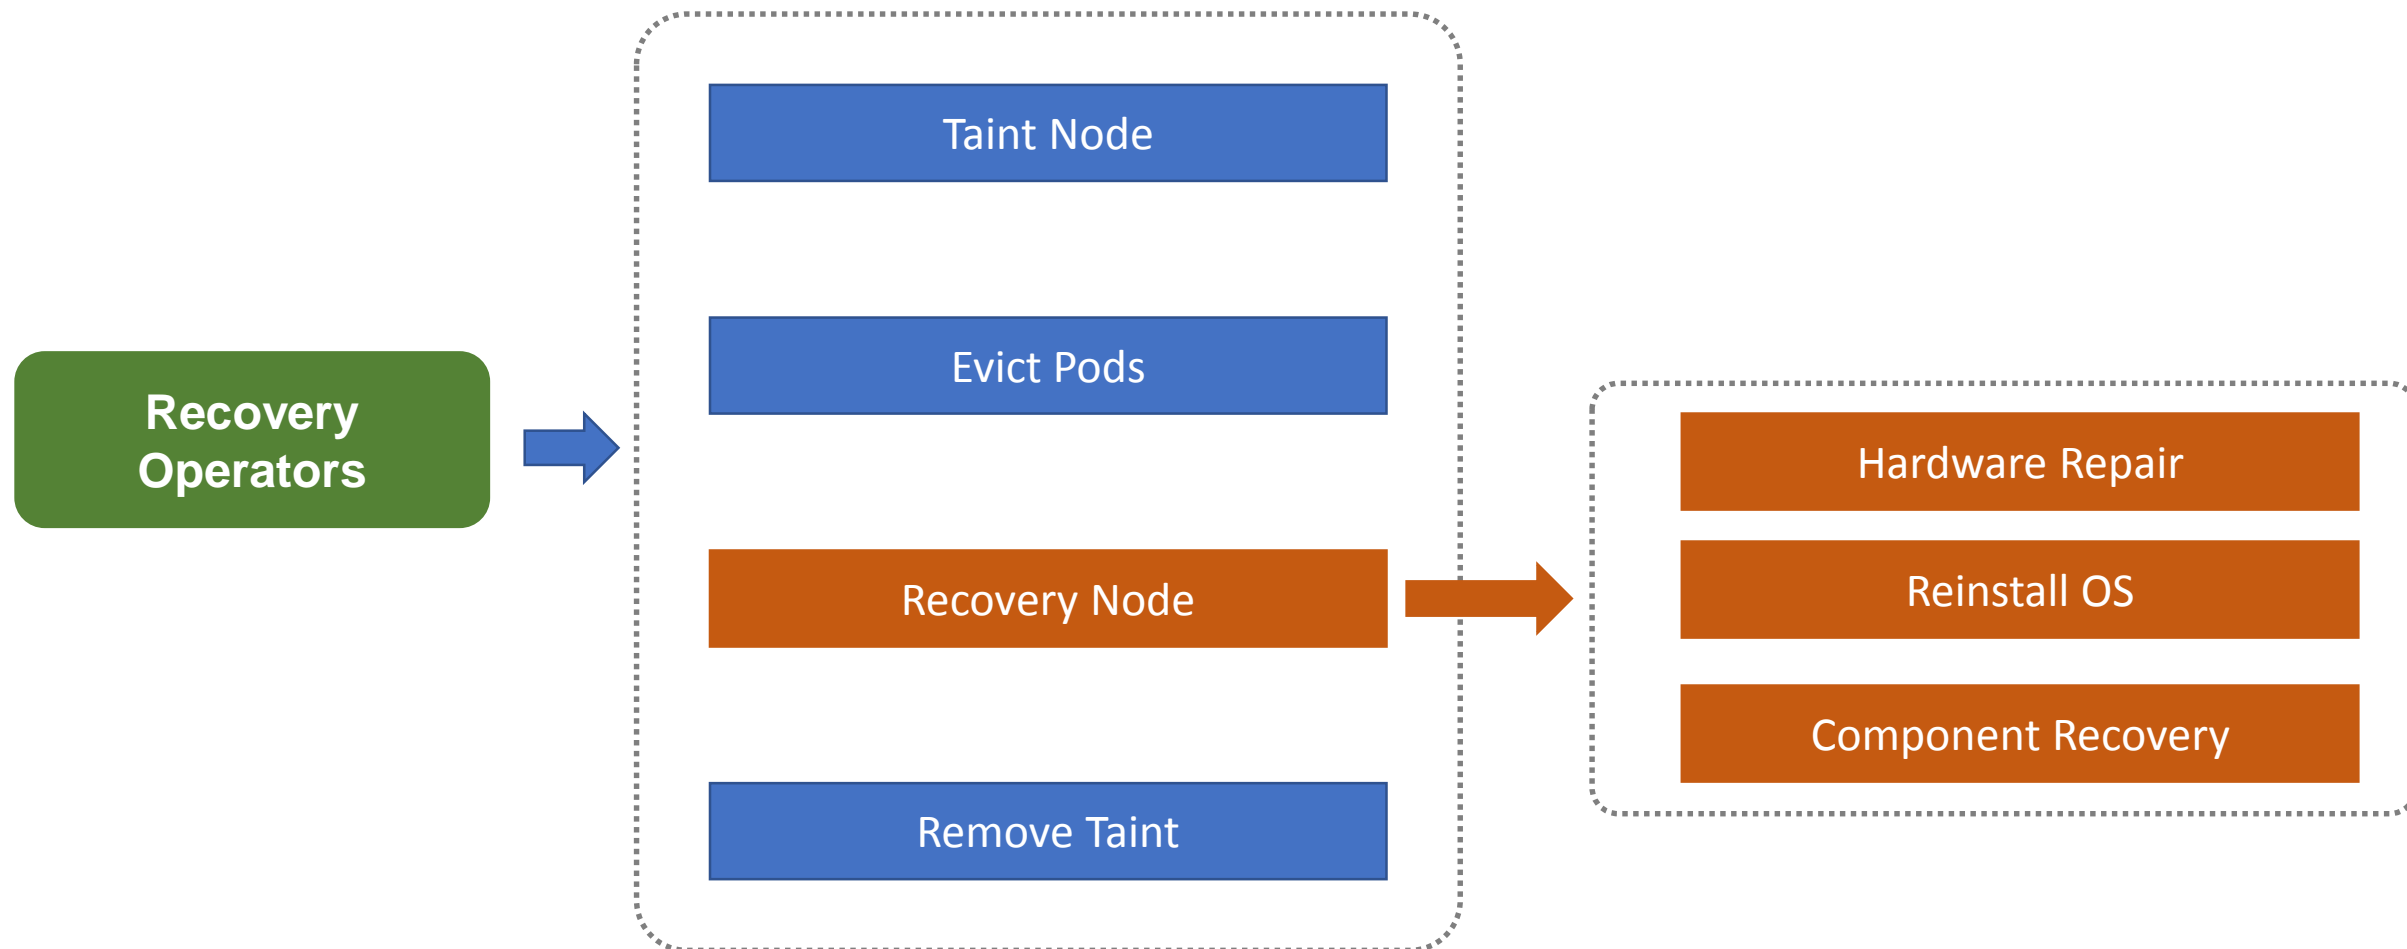 Recovery
Operators
Taint Node
Evict Pods
Recovery Node
Remove Taint
Hardware Repair
Reinstall OS
Component Recovery